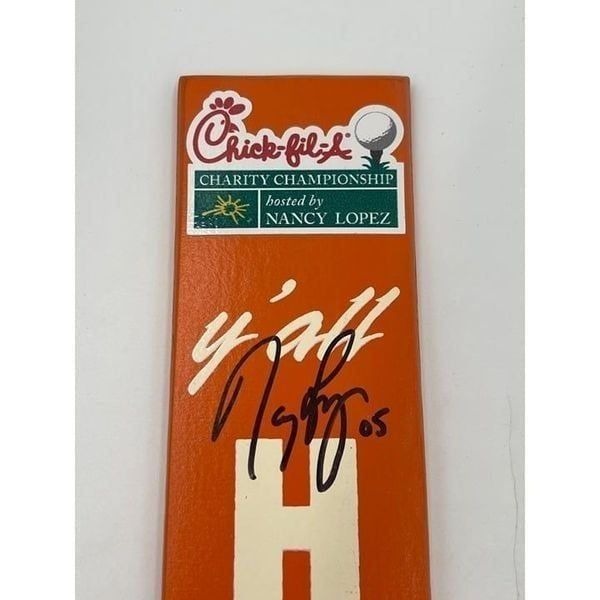 Chick-fil-A®
CHARITY CHAMPIONSHIP
hosted by
NANCY LOPEZ
y'all
05
H